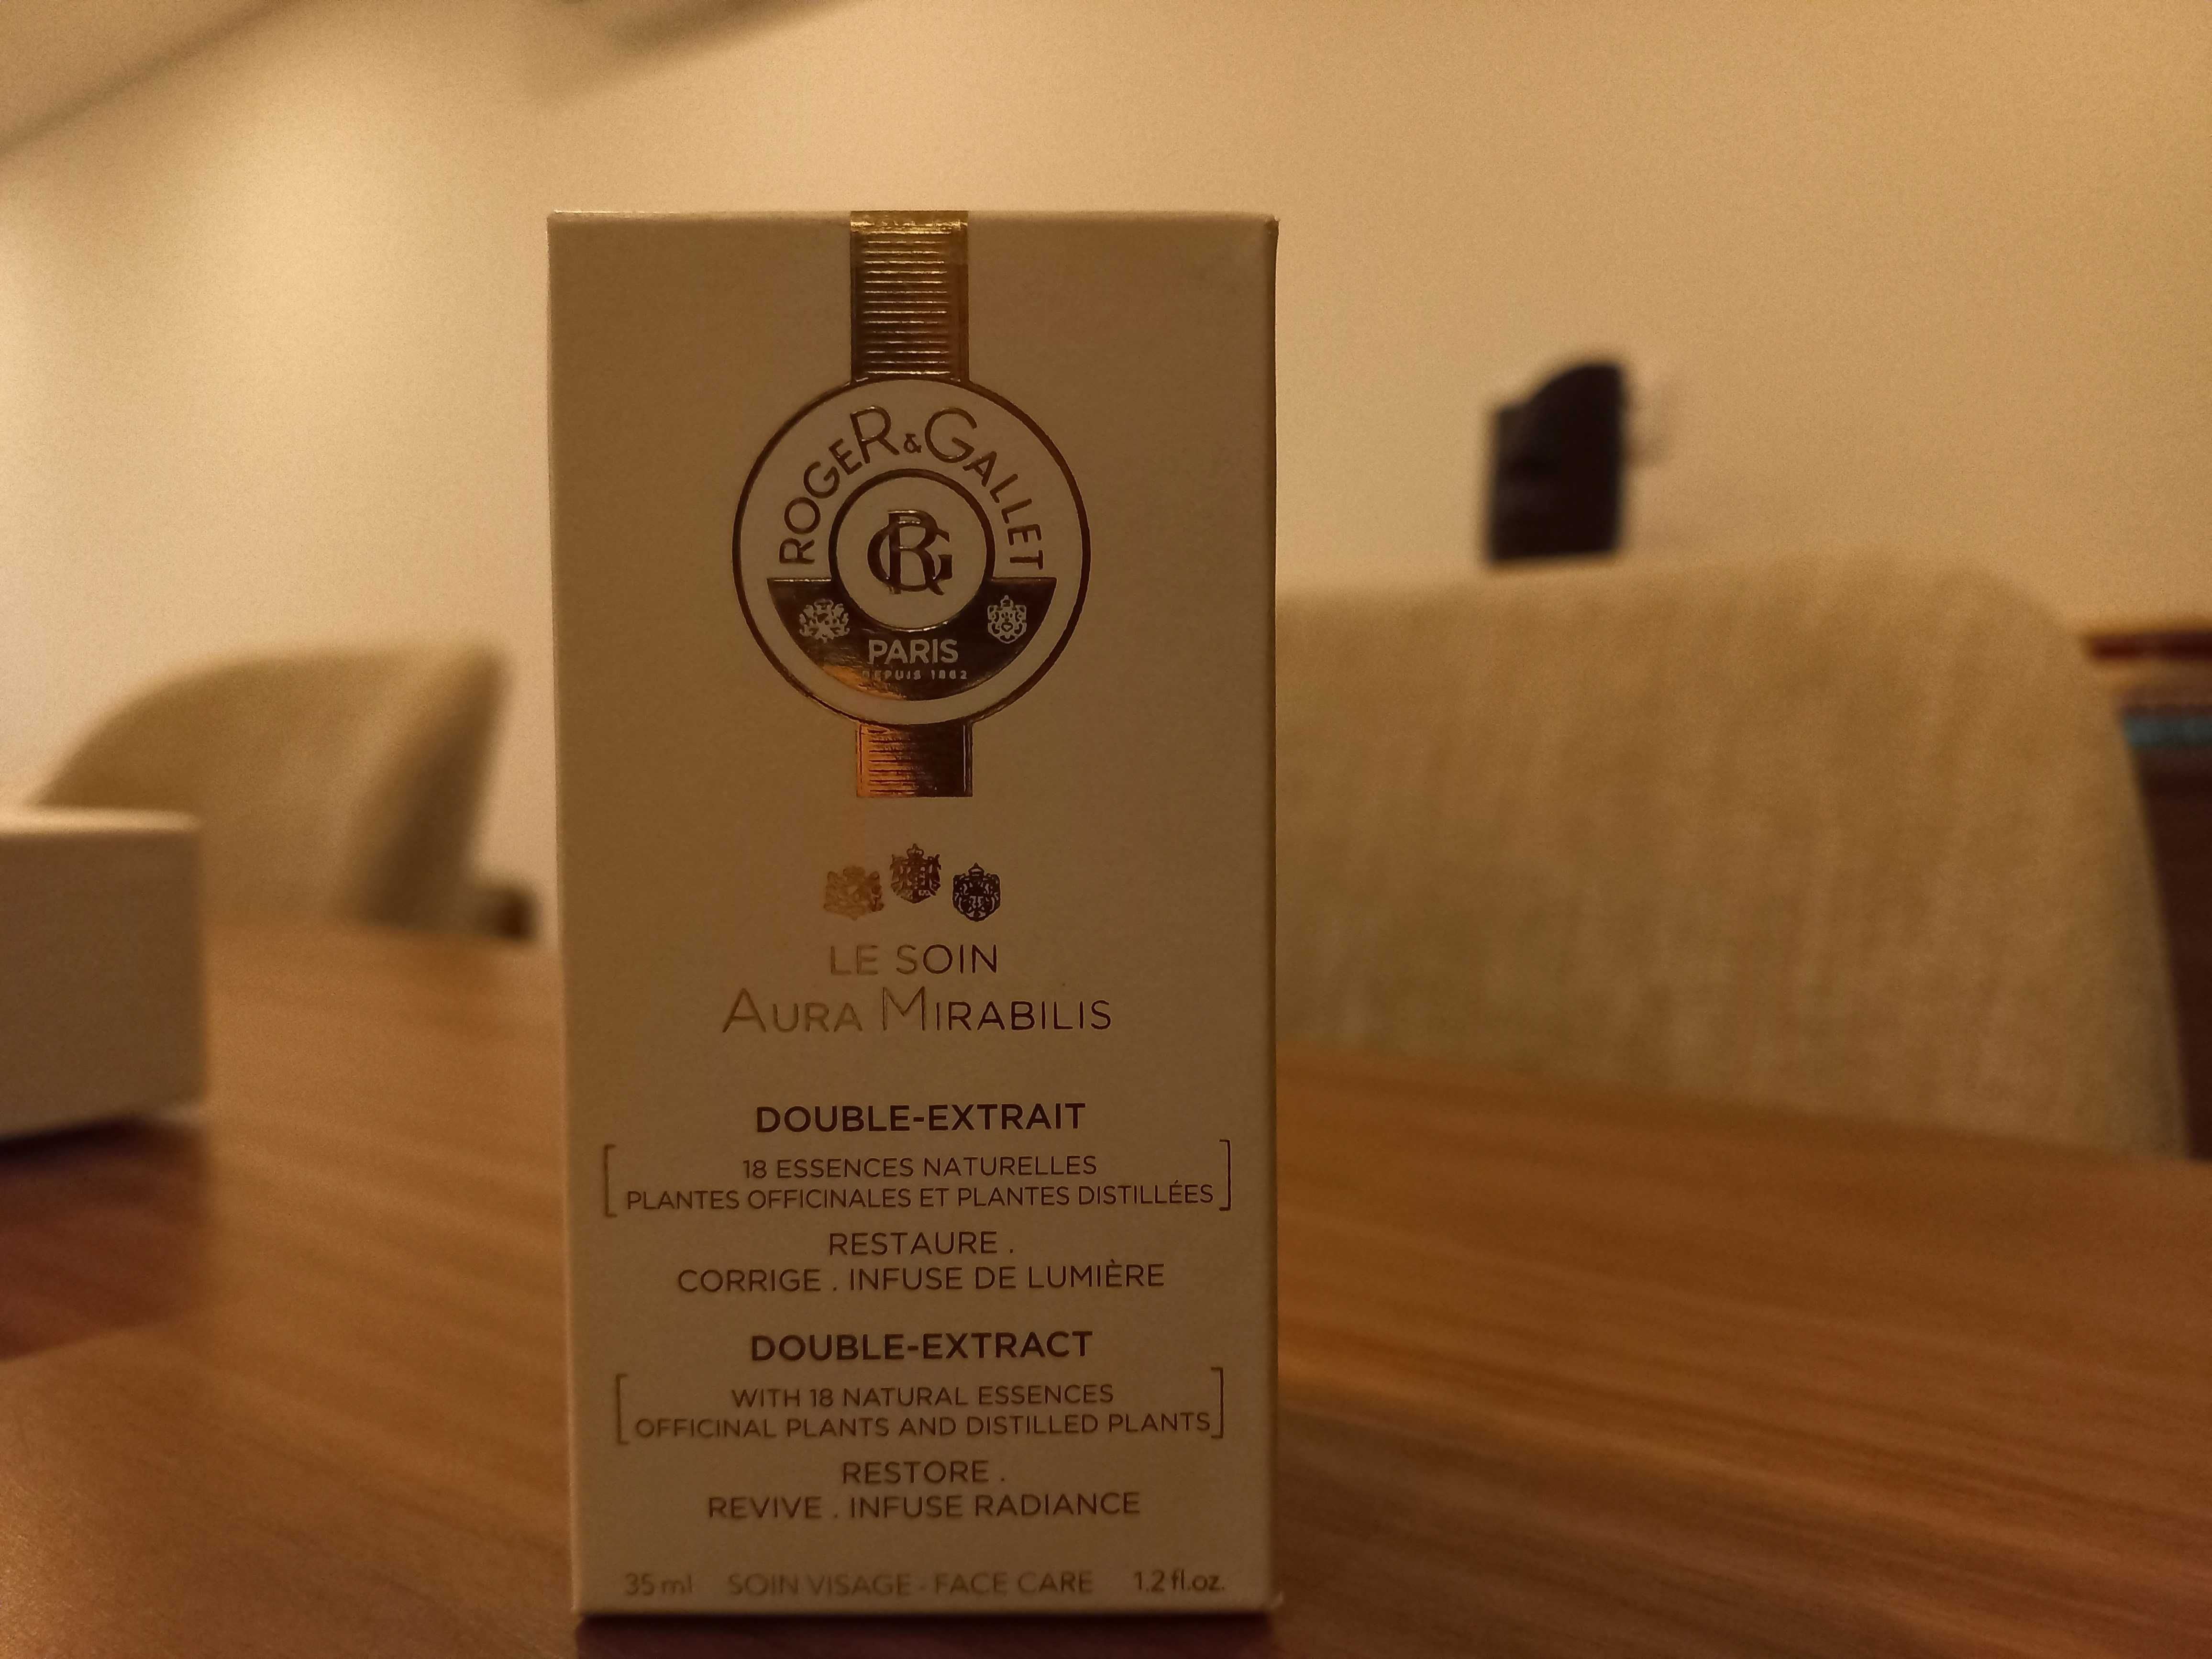 ROGER & GALLET
RG
PARIS
DEPUIS 1862
LE SOIN
AURA MIRABILIS
DOUBLE-EXTRAIT
[18 ESSENCES NATURELLES
PLANTES OFFICINALES ET PLANTES DISTILLÉES]
RESTAURE .
CORRIGE . INFUSE DE LUMIÈRE
DOUBLE-EXTRACT
[WITH 18 NATURAL ESSENCES
OFFICINAL PLANTS AND DISTILLED PLANTS]
RESTORE .
REVIVE . INFUSE RADIANCE
35 ml SOIN VISAGE - FACE CARE 1.2 fl.oz.